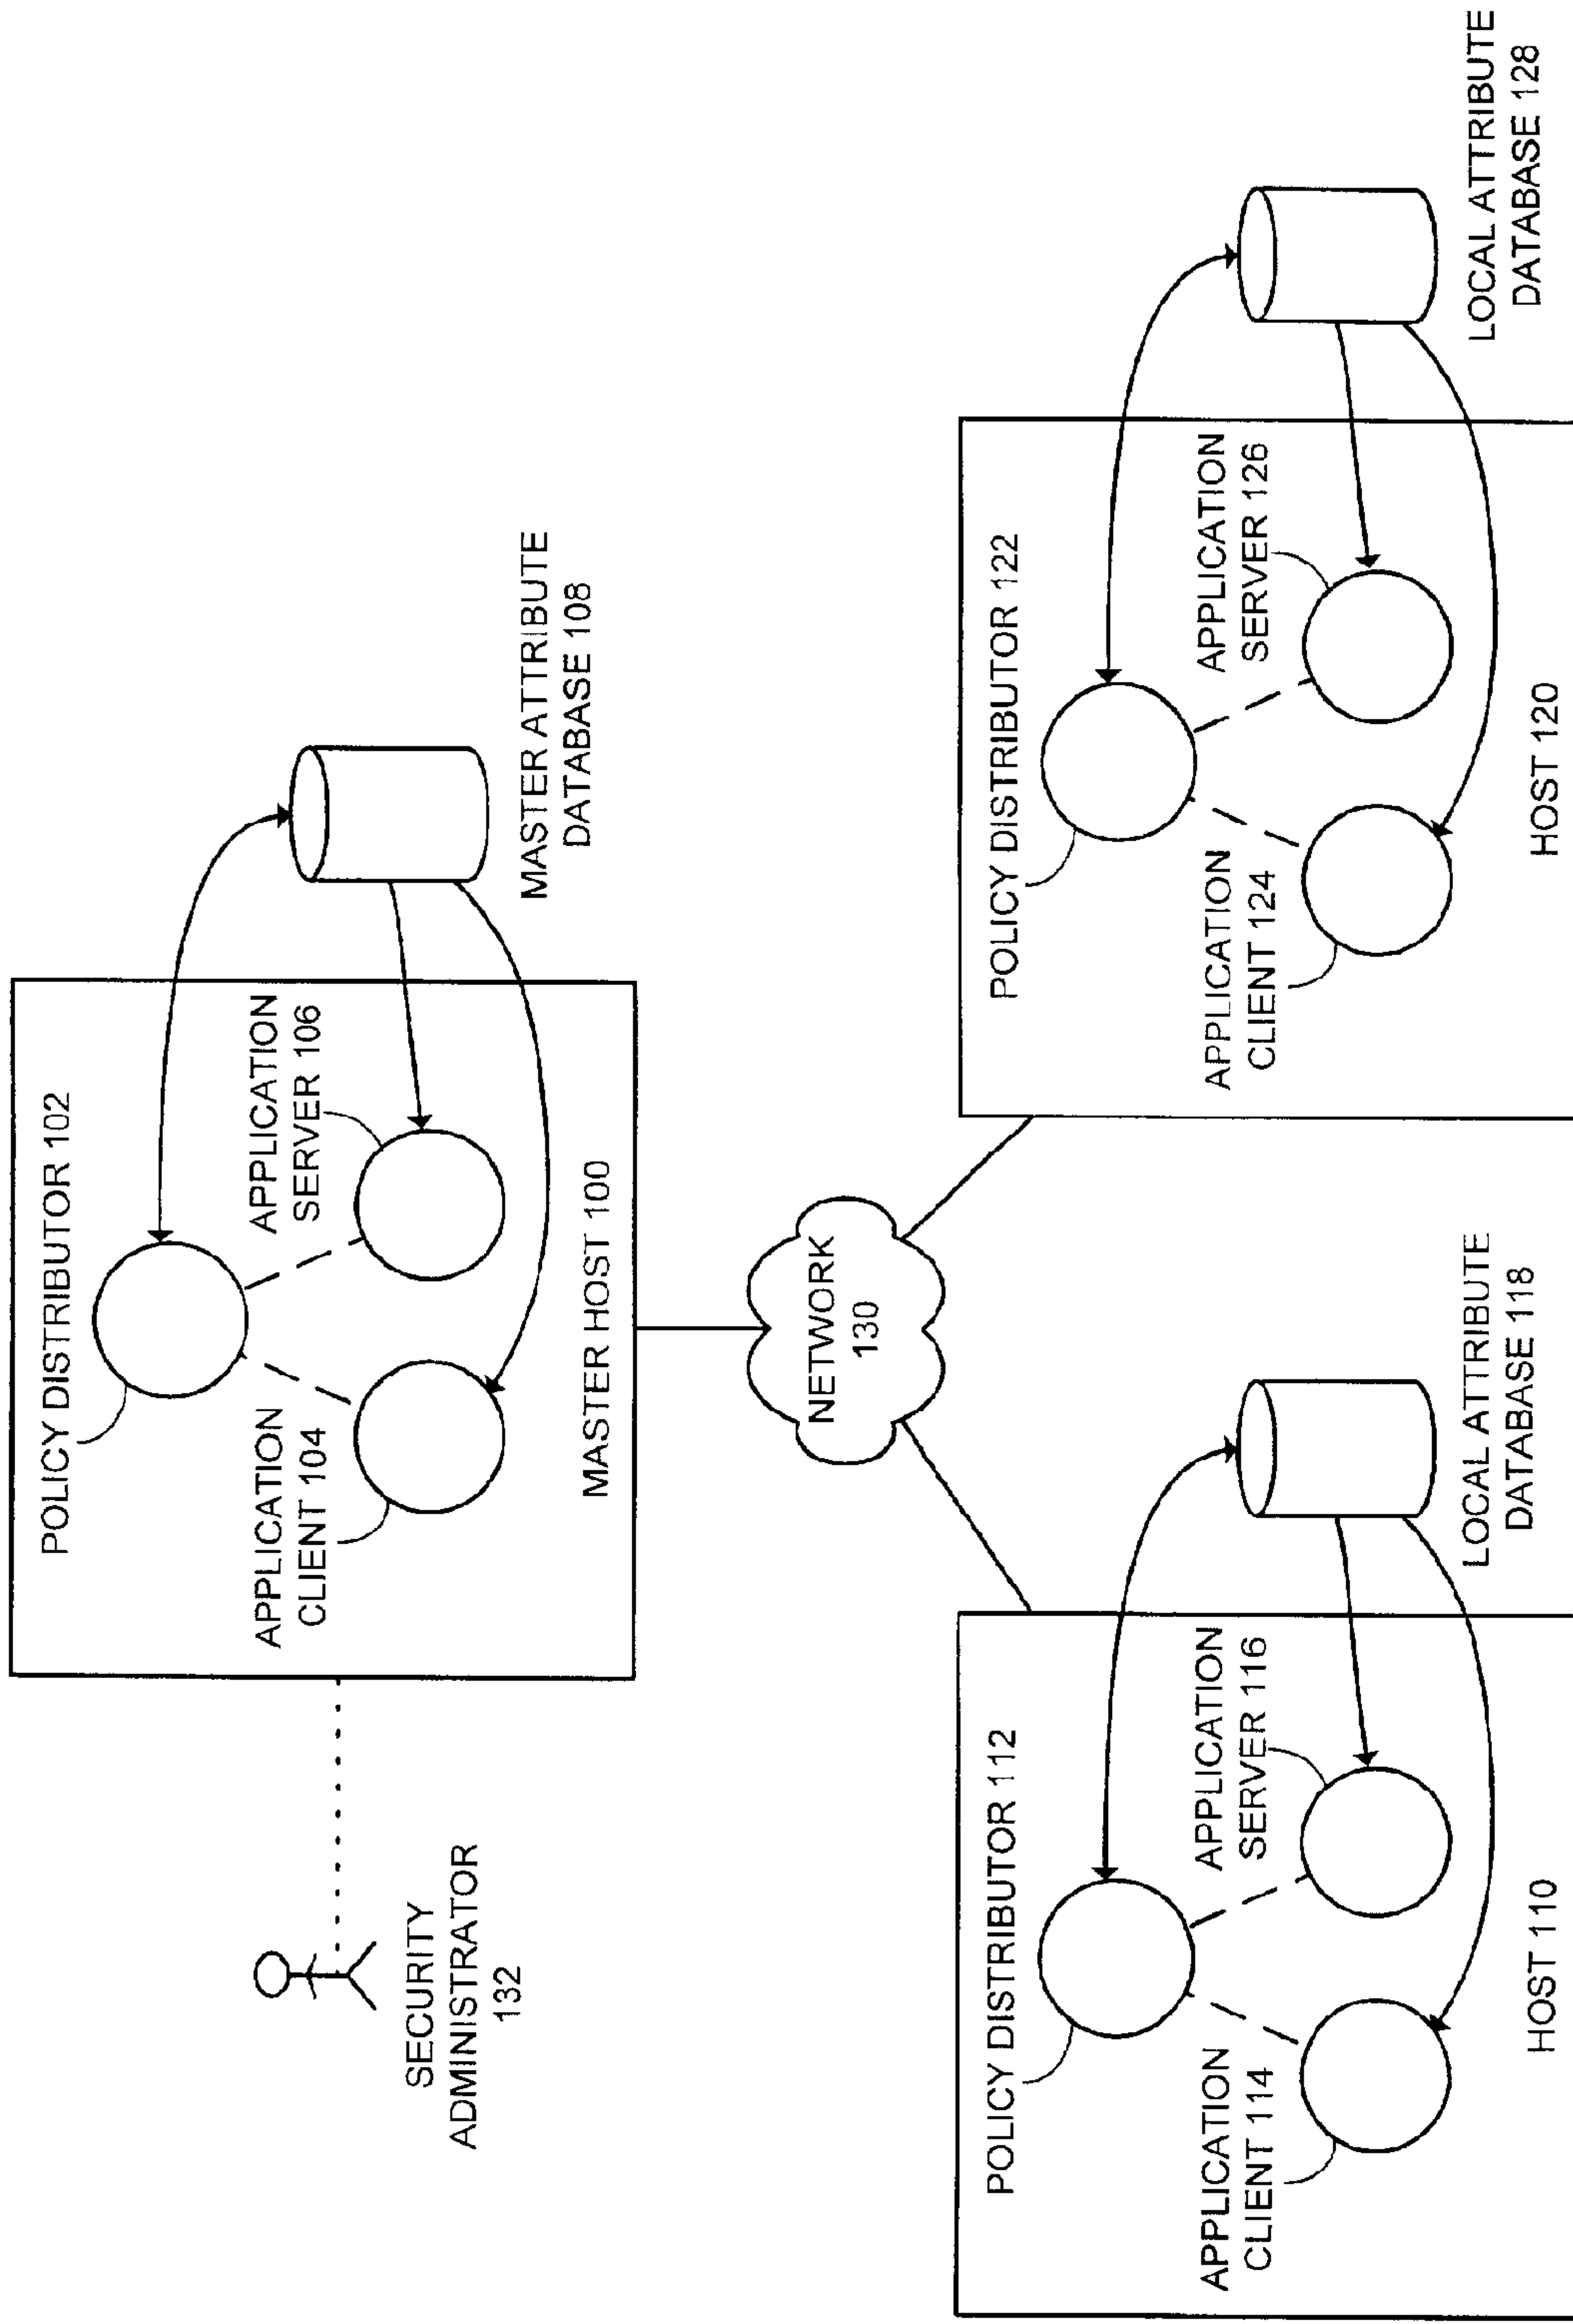 POLICY DISTRIBUTOR 102
APPLICATION
CLIENT 104
APPLICATION
SERVER 106
MASTER HOST 100
MASTER ATTRIBUTE
DATABASE 108
SECURITY
ADMINISTRATOR
132
NETWORK
130
POLICY DISTRIBUTOR 112
APPLICATION
CLIENT 114
APPLICATION
SERVER 116
HOST 110
LOCAL ATTRIBUTE
DATABASE 118
POLICY DISTRIBUTOR 122
APPLICATION
CLIENT 124
APPLICATION
SERVER 126
HOST 120
LOCAL ATTRIBUTE
DATABASE 128